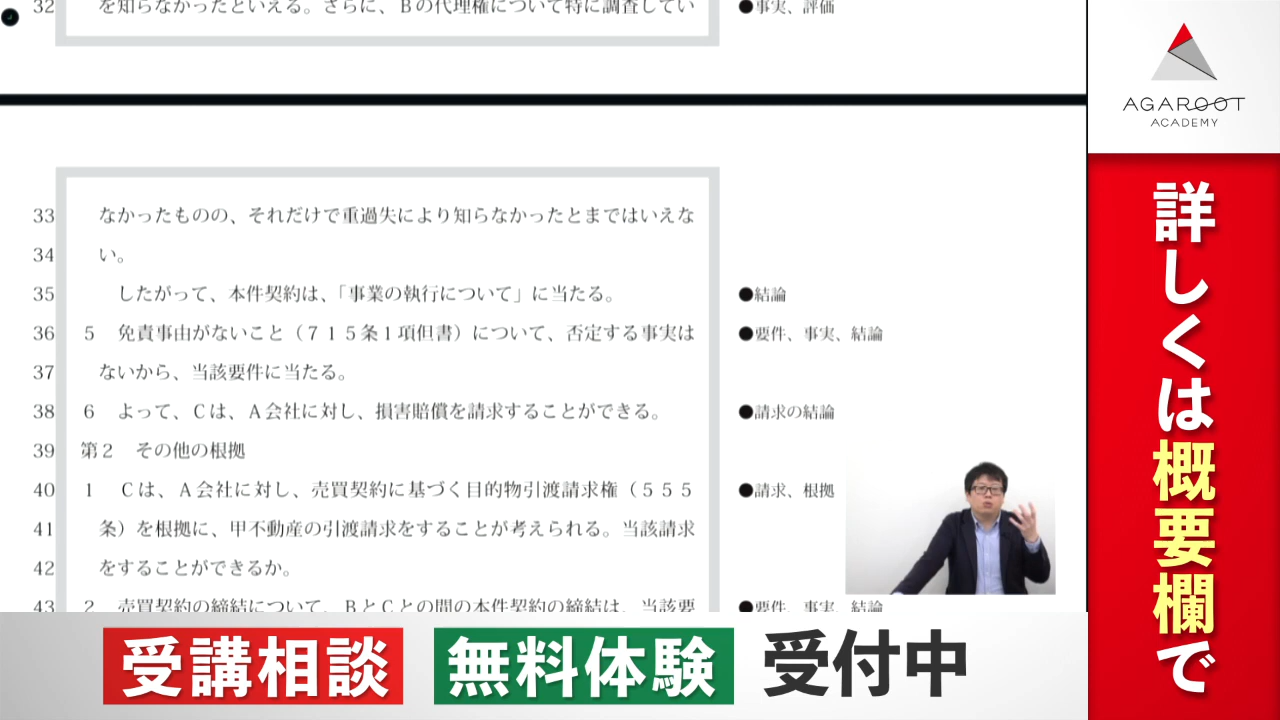 32 を知らなかったといえる。さらに、Bの代理権について特に調査してい ●事実、評価
33 なかったものの、それだけで重過失により知らなかったとまではいえな
34 い。
35 したがって、本件契約は、「事業の執行について」に当たる。 ●結論
36 5 免責事由がないこと(715条1項但書)について、否定する事実は ●要件、事実、結論
37 ないから、当該要件に当たる。
38 6 よって、Cは、A会社に対し、損害賠償を請求することができる。 ●請求の結論
39 第2 その他の根拠
40 1 Cは、A会社に対し、売買契約に基づく目的物引渡請求権(555 ●請求、根拠
41 条)を根拠に、甲不動産の引渡請求をすることが考えられる。当該請求
42 をすることができるか。
43 2 売買契約の締結について、BとCとの間の本件契約の締結は、当該要 ●要件、事実、結論
AGAROOT
ACADEMY
詳しくは概要欄で
受講相談 無料体験 受付中